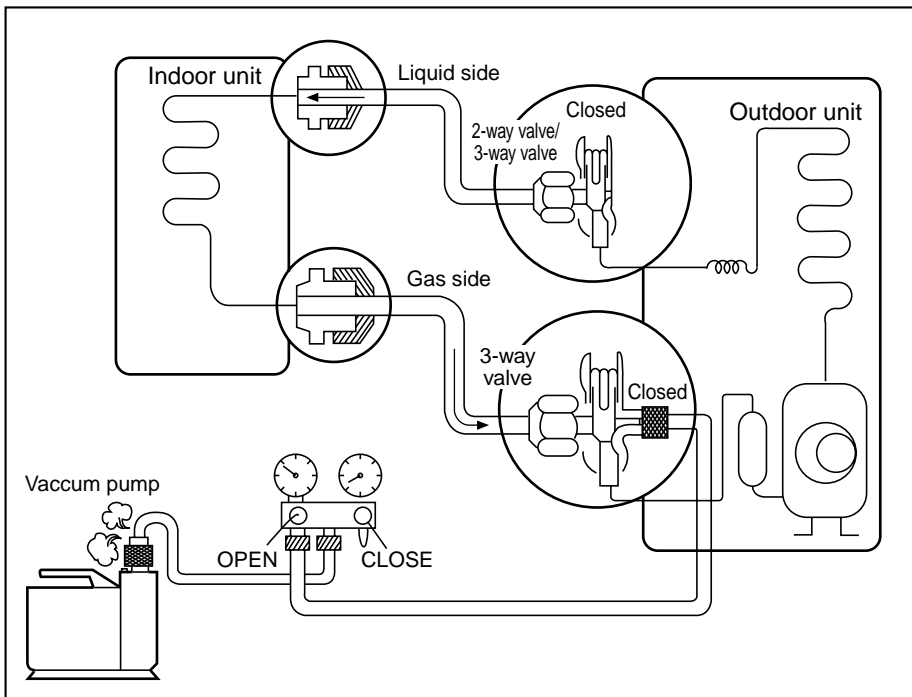 Indoor unit
Liquid side
Closed
2-way valve/
3-way valve
Outdoor unit
Gas side
3-way
valve
Closed
Vaccum pump
OPEN
CLOSE